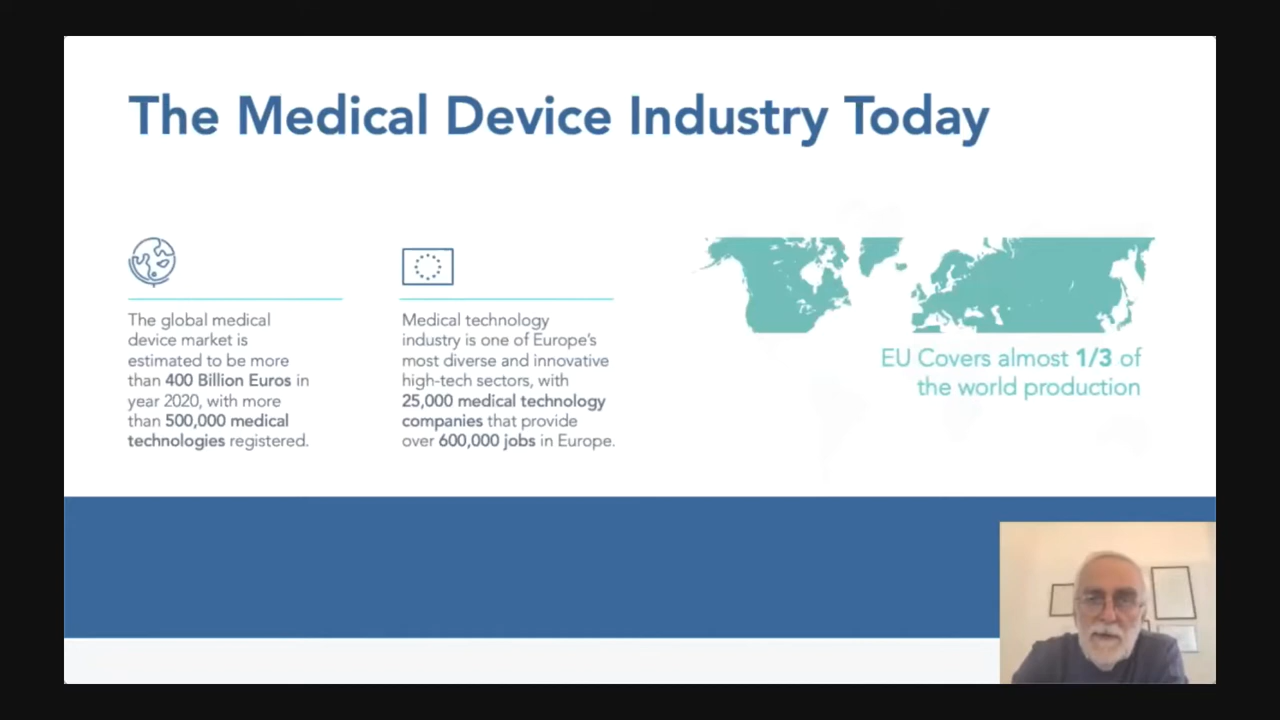 The Medical Device Industry Today
The global medical
device market is
estimated to be more
than 400 Billion Euros in
year 2020, with more
than 500,000 medical
technologies registered.
Medical technology
industry is one of Europe's
most diverse and innovative
high-tech sectors, with
25,000 medical technology
companies that provide
over 600,000 jobs in Europe.
EU Covers almost 1/3 of
the world production